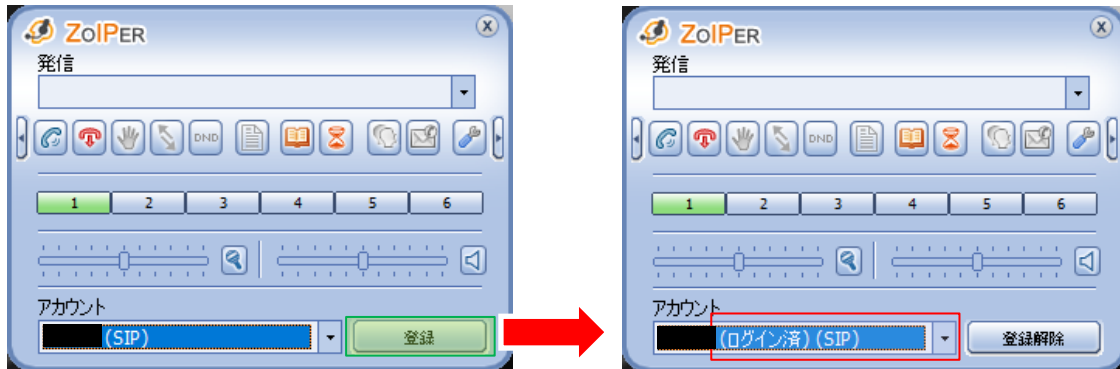 ZOIPER
発信
DND
1 2 3 4 5 6
アカウント
(SIP)
登録
ZOIPER
発信
DND
1 2 3 4 5 6
アカウント
(ログイン済) (SIP)
登録解除